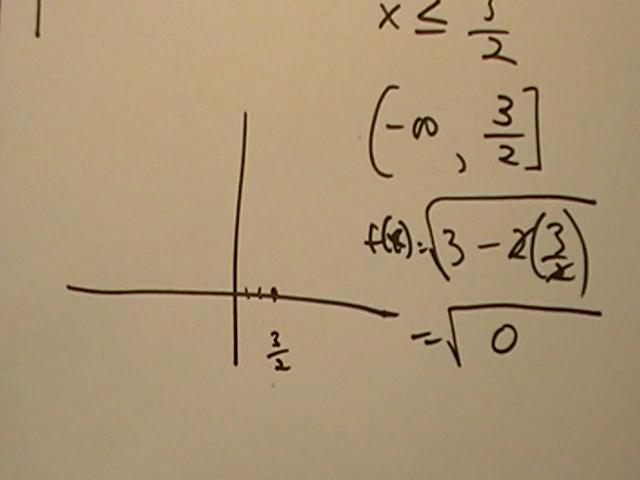 x ≤ 3/2
(-∞, 3/2]
f(x) = √(3 - 2(3/2))
= √0
3/2